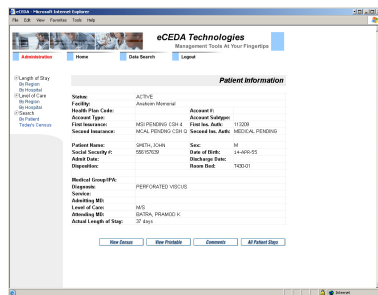 eCEDA - Microsoft Internet Explorer
File Edit View Favorites Tools Help
eCEDA Technologies
Management Tools At Your Fingertips
Administration Home Data Search Logout
Length of Stay
By Region
By Hospital
Level of Care
By Region
By Hospital
Search
By Patient
Today's Census
Patient Information
Status: ACTIVE
Facility: Anaheim Memorial
Health Plan Code: Account #:
Account Type: Account Subtype:
First Insurance: MSI PENDING CSH 4 First Ins. Auth: 113209
Second Insurance: MCAL PENDING CSH Q Second Ins. Auth: MEDICAL PENDING
Patient Name: SMITH, JOHN Sex: M
Social Security #: 556157639 Date of Birth: 14-APR-55
Admit Date: Discharge Date:
Disposition: Room Bed: T430-01
Medical Group/IPA:
Diagnosis: PERFORATED VISCUS
Service:
Admitting MD:
Level of Care: M/S
Attending MD: BATRA, PRAMOD K
Actual Length of Stay: 37 days
View Census View Printable Comments All Patient Stays
Internet